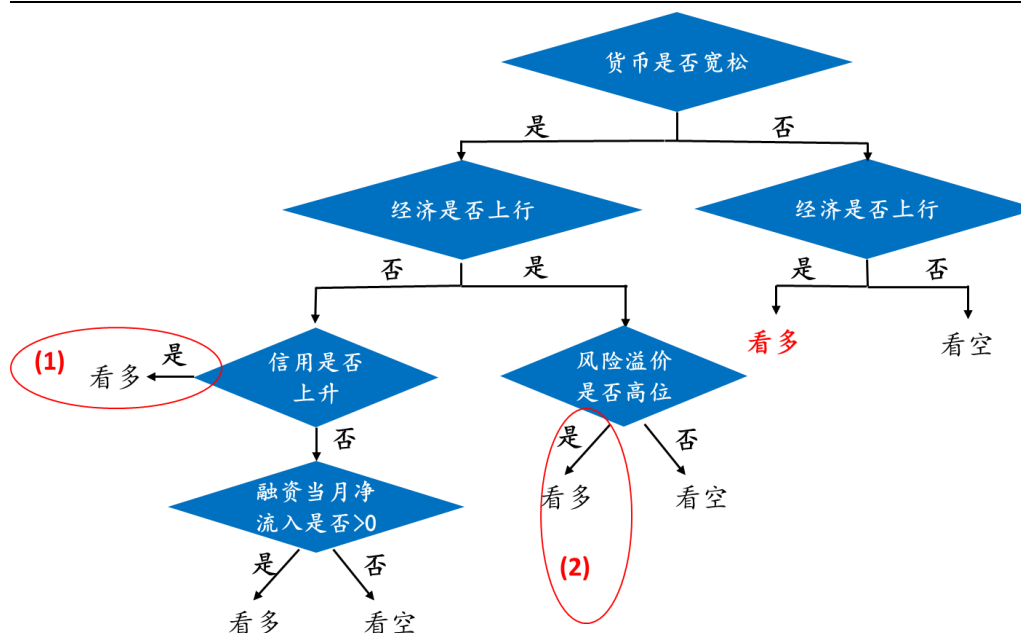 货币是否宽松
是
否
经济是否上行
经济是否上行
否
是
是
否
看多
看空
(1)
是
看多
信用是否
上升
风险溢价
是否高位
否
是
否
看多
看空
融资当月净
流入是否>0
(2)
是
否
看多
看空